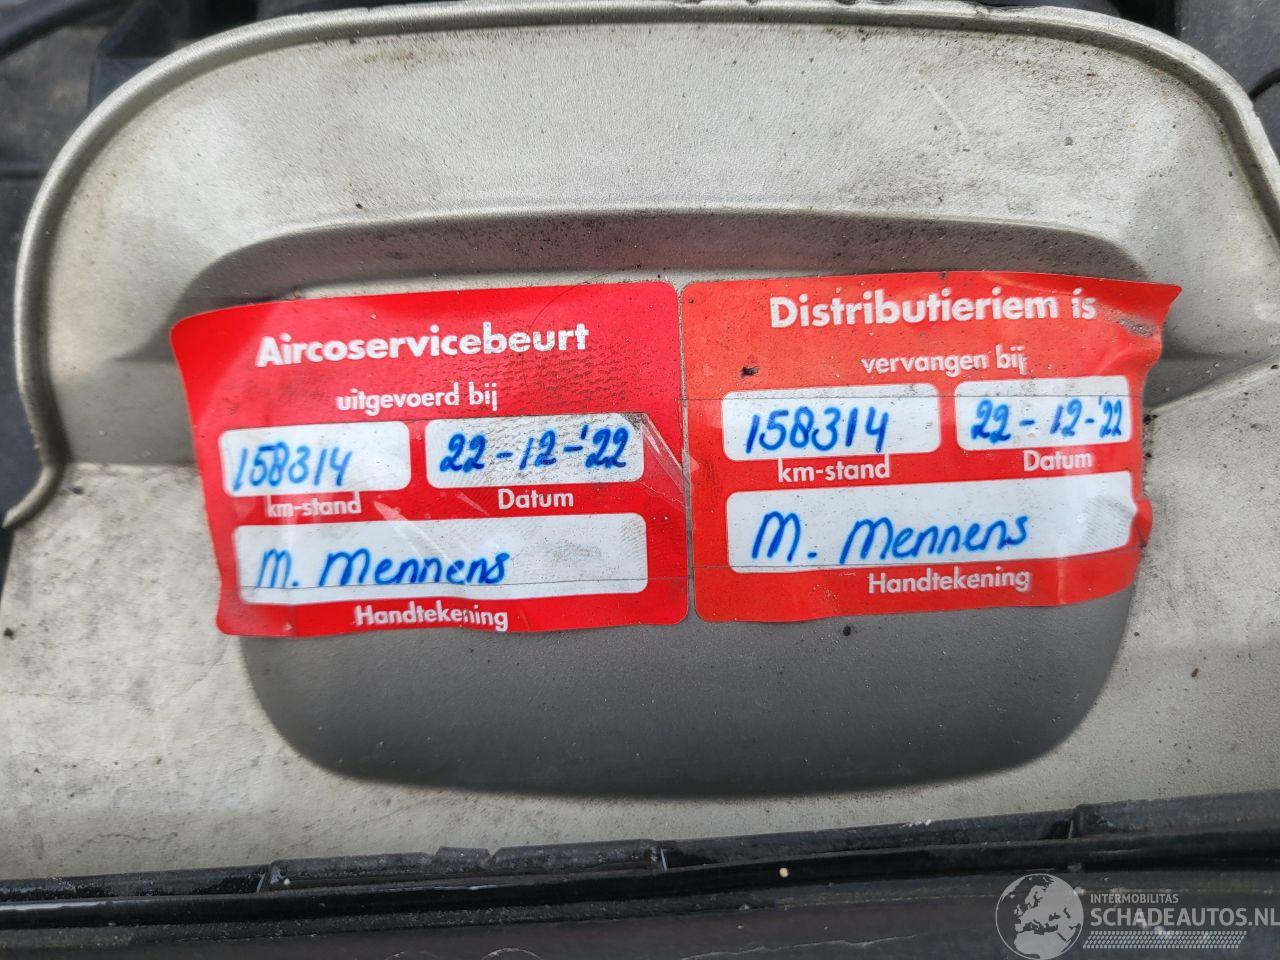 Aircoservicebeurt
uitgevoerd bij
158314
22-12-'22
km-stand
Datum
M. Mennens
Handtekening
Distributieriem is
vervangen bij
158314
22-12-'22
km-stand
Datum
M. Mennens
Handtekening
INTERMOBILITAS
SCHADEAUTOS.NL